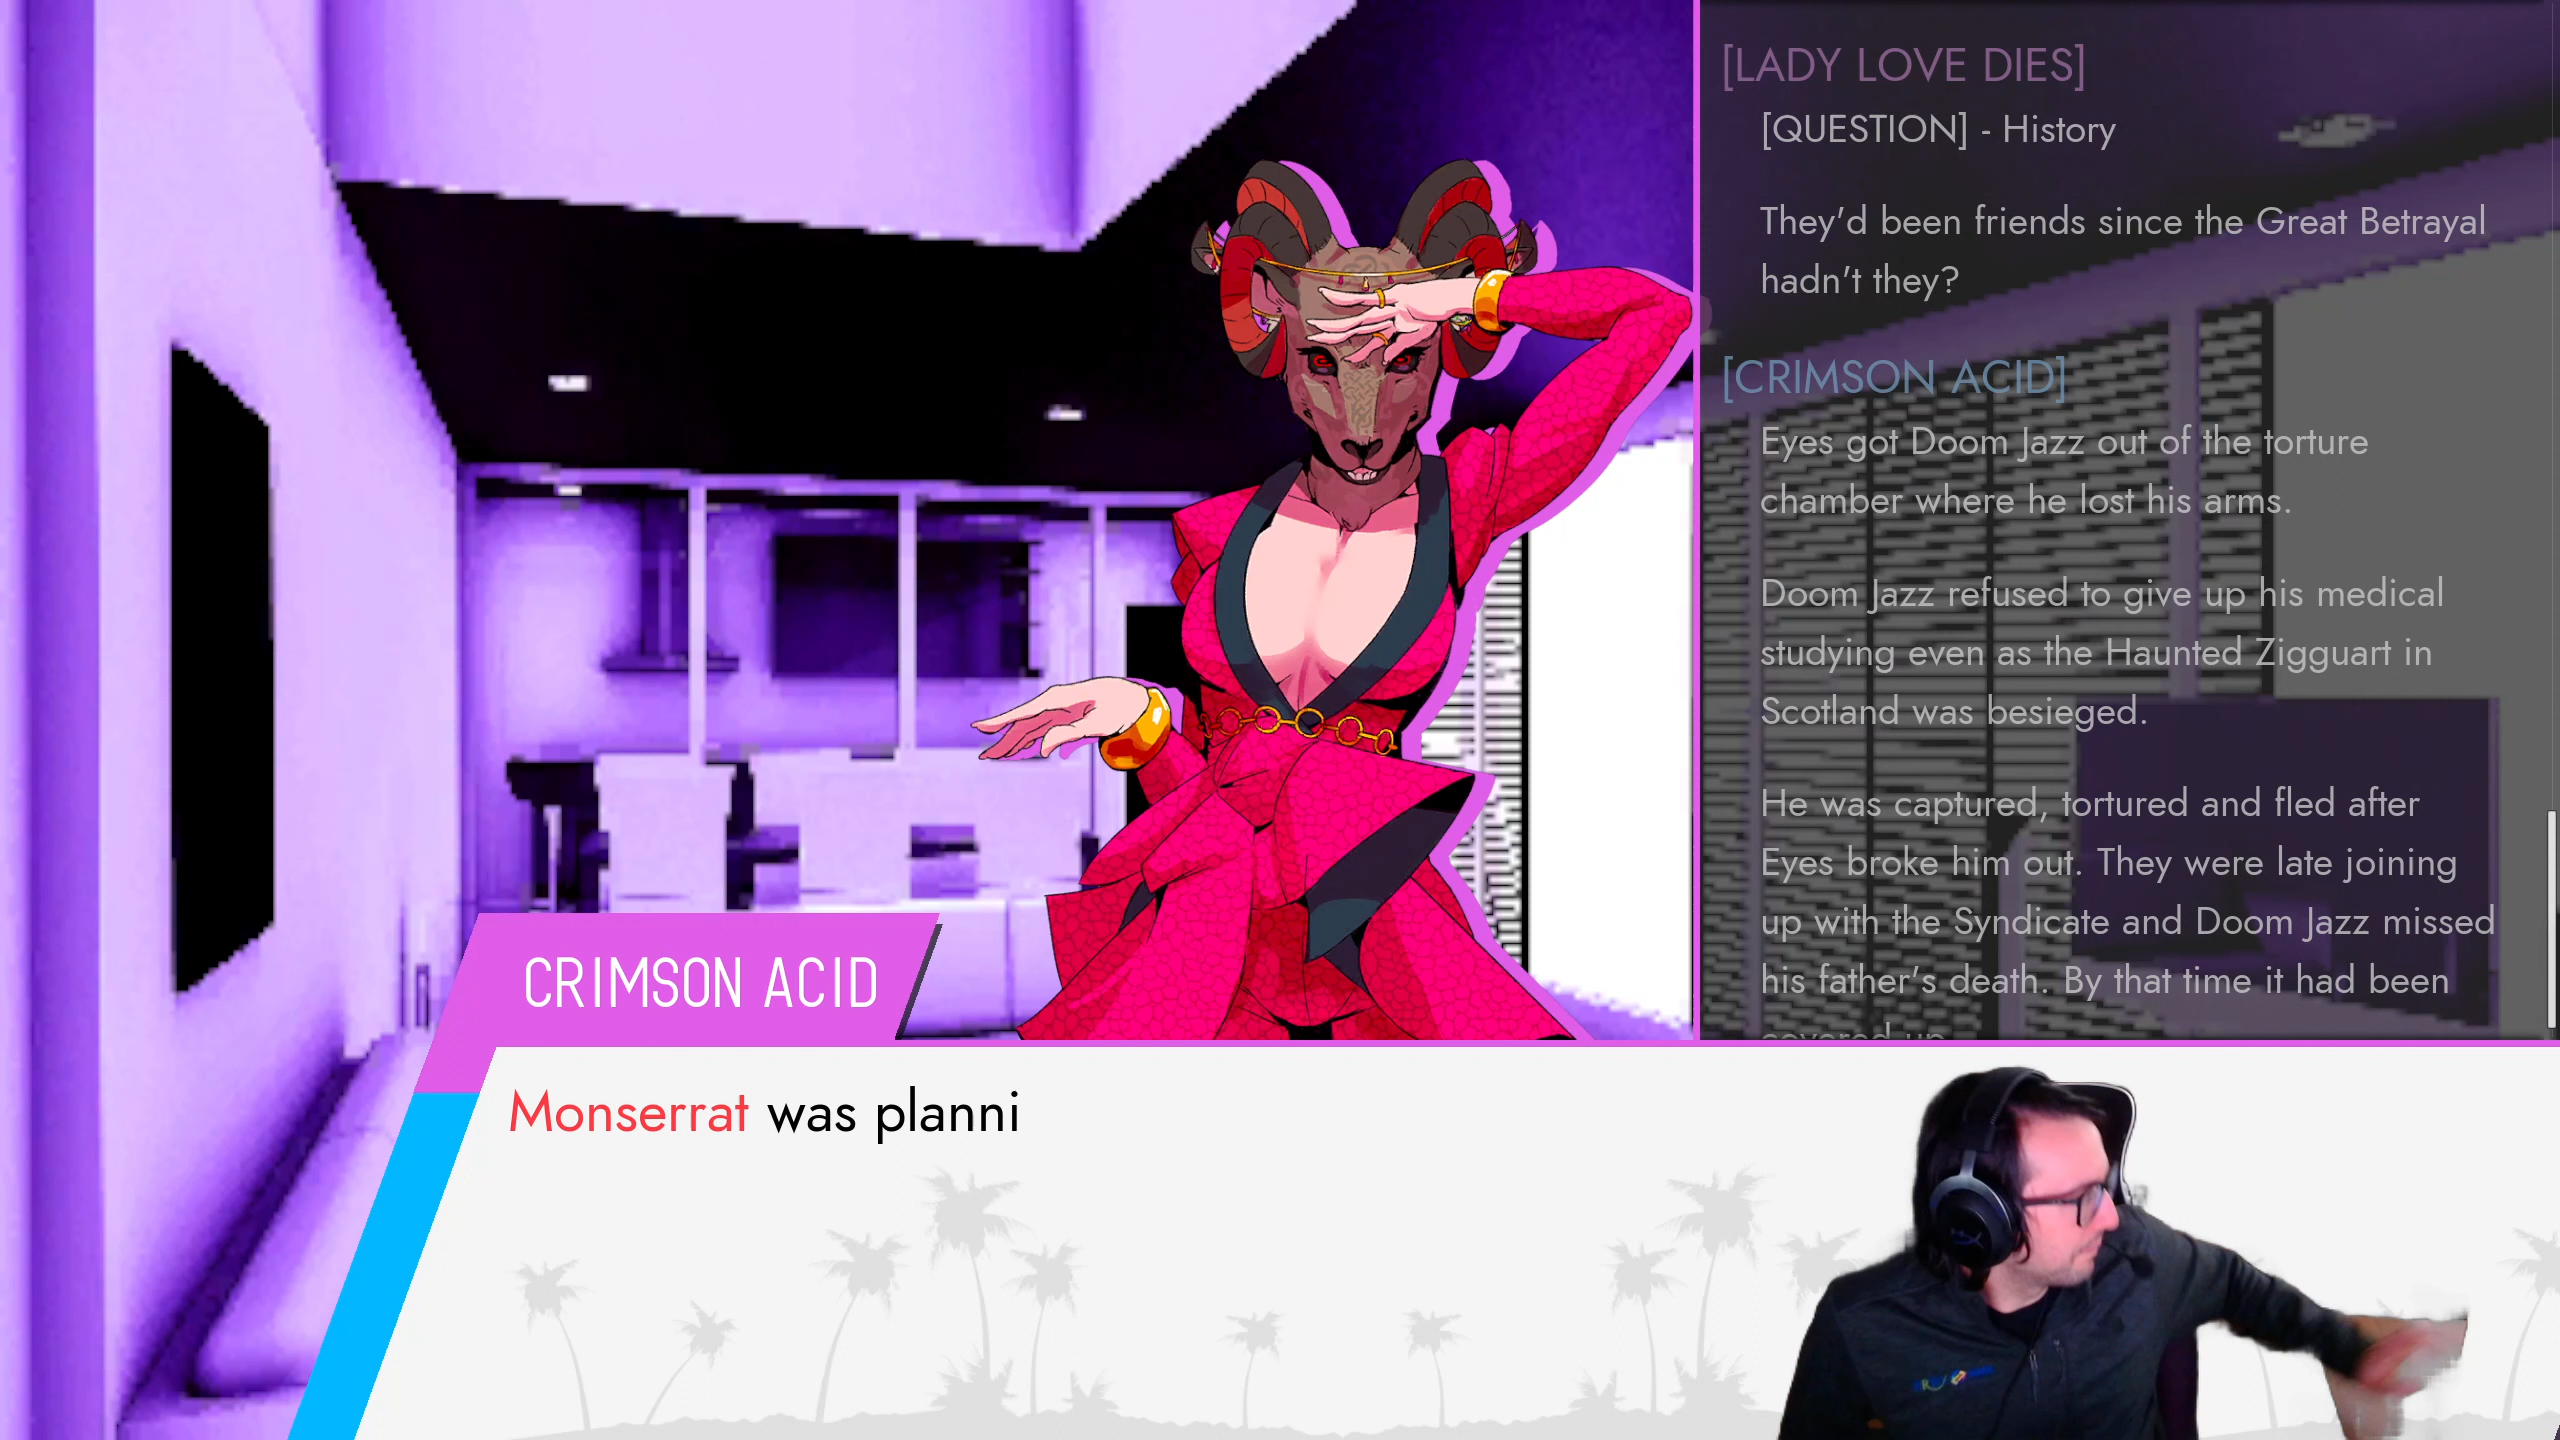 [LADY LOVE DIES]
[QUESTION] - History
They'd been friends since the Great Betrayal
hadn't they?
[CRIMSON ACID]
Eyes got Doom Jazz out of the torture
chamber where he lost his arms.
Doom Jazz refused to give up his medical
studying even as the Haunted Zigguart in
Scotland was besieged.
He was captured, tortured and fled after
Eyes broke him out. They were late joining
up with the Syndicate and Doom Jazz missed
his father's death. By that time it had been
covered up
CRIMSON ACID
Monserrat was planni